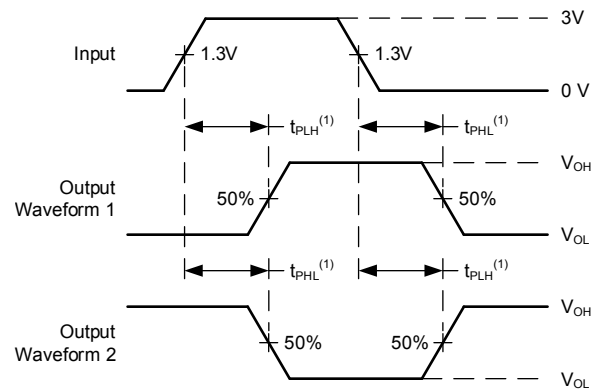 3V
Input
1.3V
1.3V
0 V
tPLH(1)
tPHL(1)
VOH
Output
Waveform 1
50%
50%
VOL
tPHL(1)
tPLH(1)
VOH
Output
Waveform 2
50%
50%
VOL